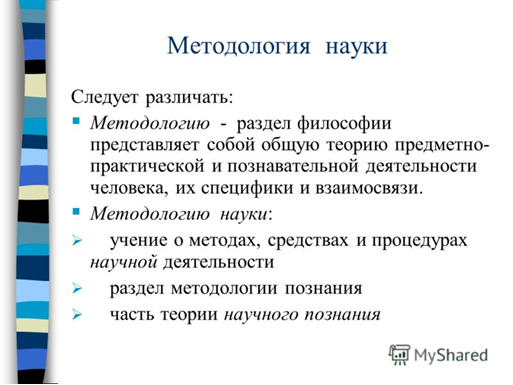 Методология науки
Следует различать:
Методологию - раздел философии
представляет собой общую теорию предметно-
практической и познавательной деятельности
человека, их специфики и взаимосвязи.
Методологию науки:
учение о методах, средствах и процедурах
научной деятельности
раздел методологии познания
часть теории научного познания
MyShared